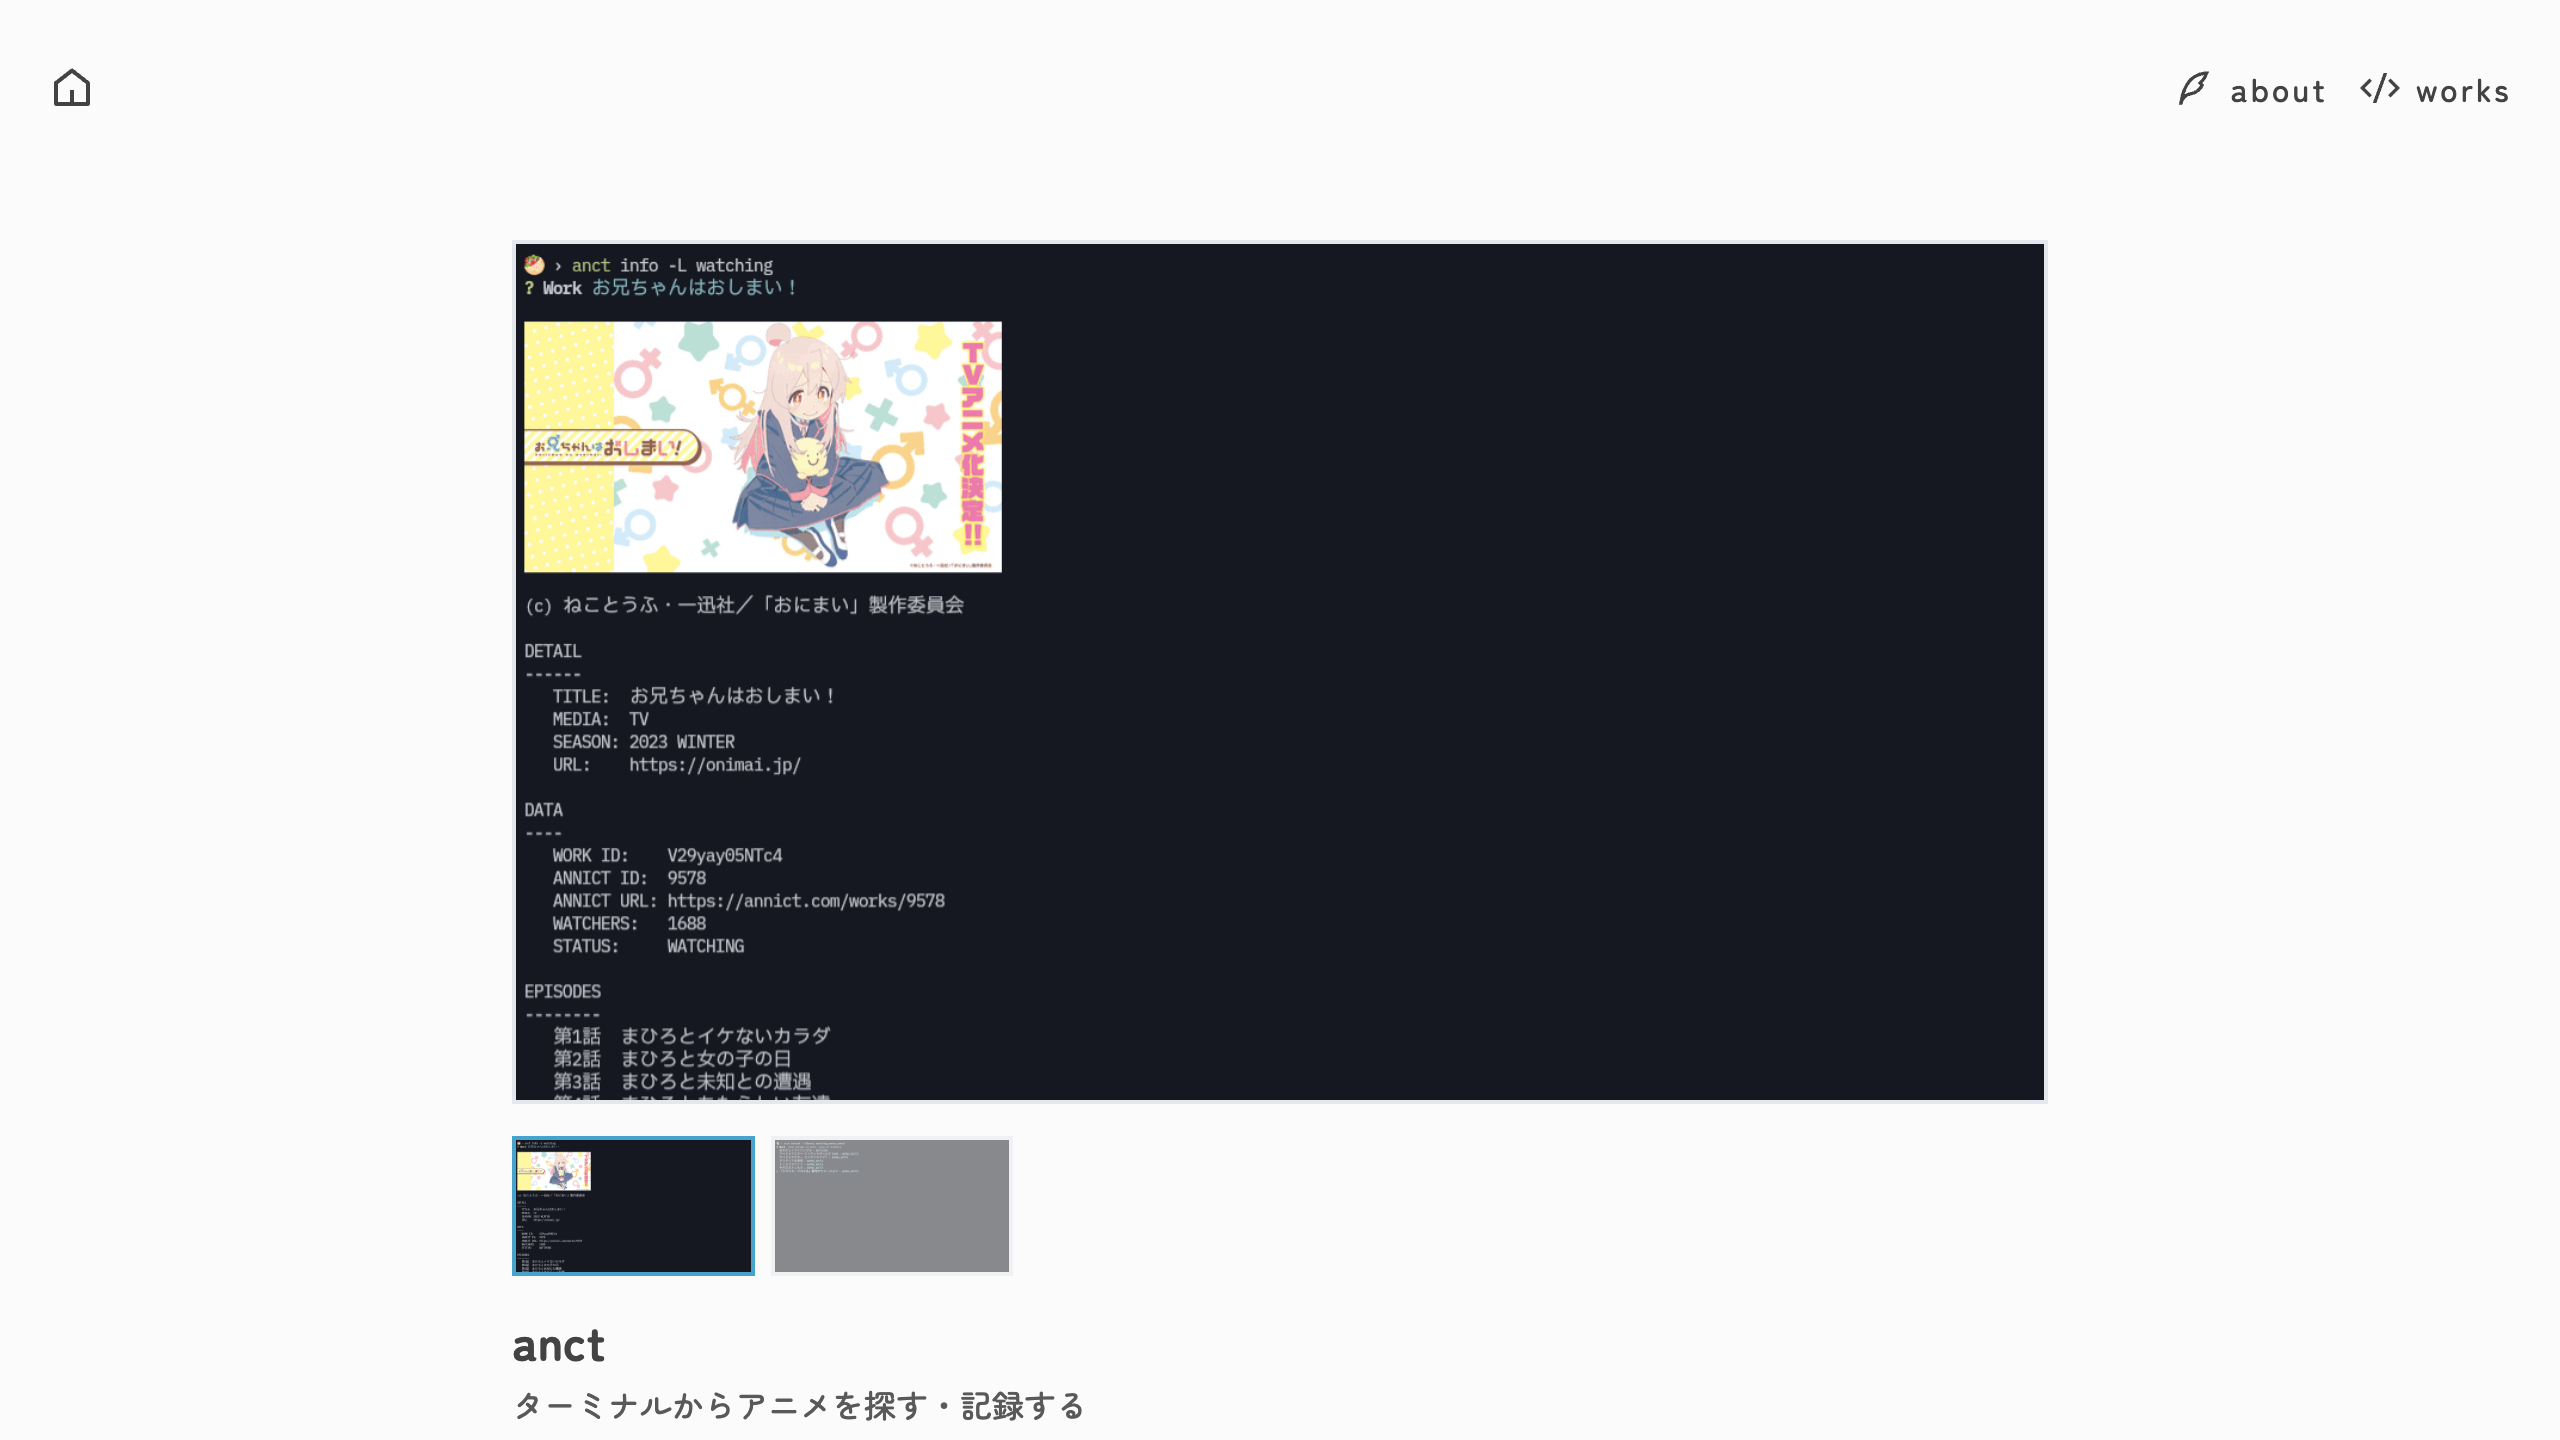 about
works
› anct info -L watching
? Work お兄ちゃんはおしまい！
お兄ちゃんはおしまい!
TVアニメ化決定!!
(c) ねことうふ・一迅社／「おにまい」製作委員会
DETAIL
------
TITLE: お兄ちゃんはおしまい！
MEDIA: TV
SEASON: 2023 WINTER
URL: https://onimai.jp/
DATA
----
WORK ID: V29yay05NTc4
ANNICT ID: 9578
ANNICT URL: https://annict.com/works/9578
WATCHERS: 1688
STATUS: WATCHING
EPISODES
--------
第1話 まひろとイケないカラダ
第2話 まひろと女の子の日
第3話 まひろと未知との遭遇
anct
ターミナルからアニメを探す・記録する